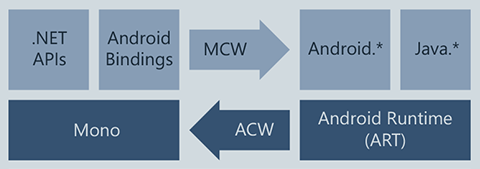 .NET
APIs
Android
Bindings
MCW
Android.*
Java.*
Mono
ACW
Android Runtime
(ART)